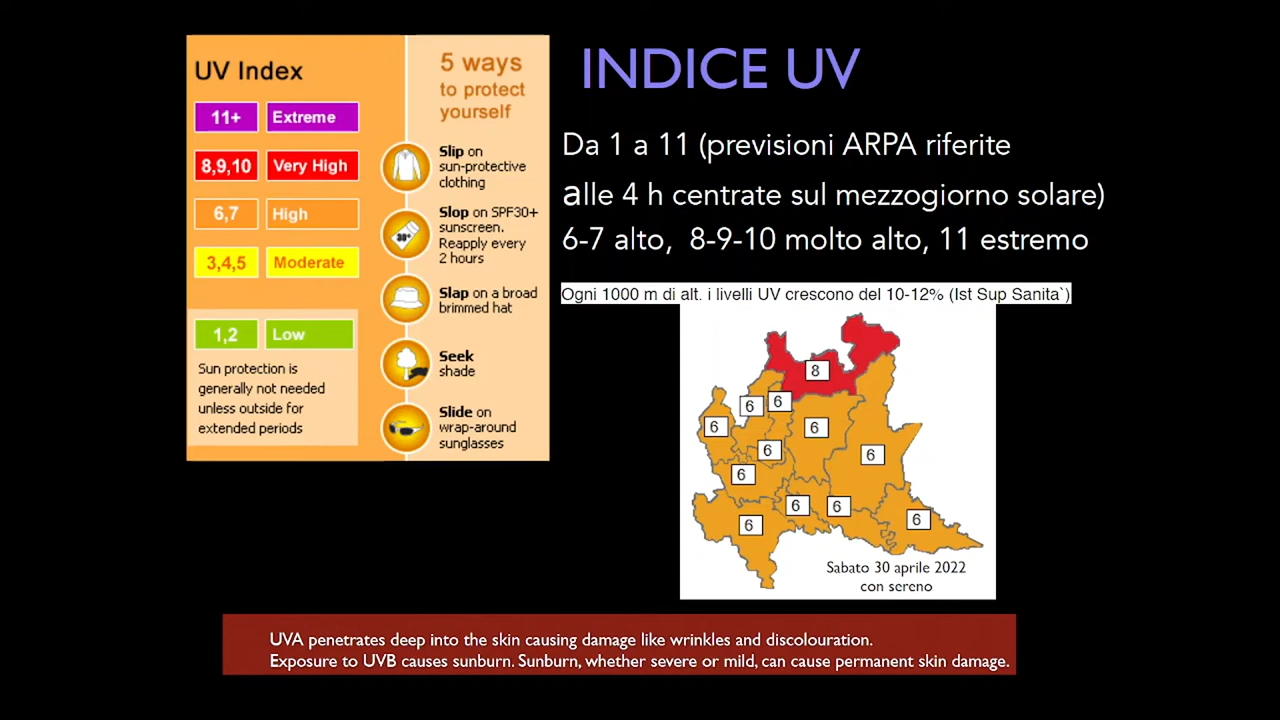 UV Index
11+ Extreme
8,9,10 Very High
6,7 High
3,4,5 Moderate
1,2 Low
Sun protection is
generally not needed
unless outside for
extended periods
5 ways
to protect
yourself
Slip on
sun-protective
clothing
30+
Slop on SPF30+
sunscreen.
Reapply every
2 hours
Slap on a broad
brimmed hat
Seek
shade
Slide on
wrap-around
sunglasses
INDICE UV
Da 1 a 11 (previsioni ARPA riferite
alle 4 h centrate sul mezzogiorno solare)
6-7 alto, 8-9-10 molto alto, 11 estremo
Ogni 1000 m di alt. i livelli UV crescono del 10-12% (Ist Sup Sanita`)
8
6 6
6 6
6 6
6
6 6
6 6
Sabato 30 aprile 2022
con sereno
UVA penetrates deep into the skin causing damage like wrinkles and discolouration.
Exposure to UVB causes sunburn. Sunburn, whether severe or mild, can cause permanent skin damage.